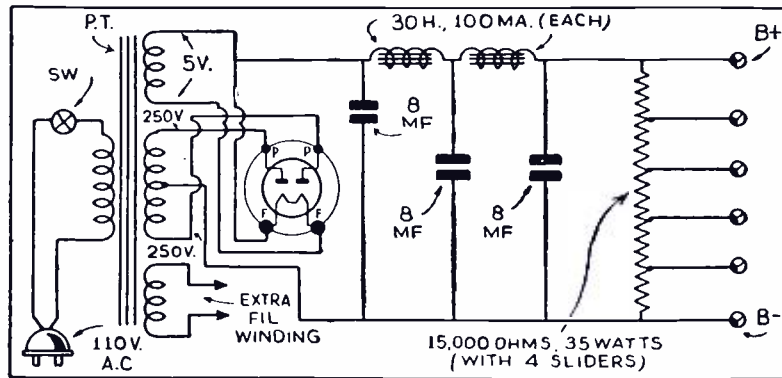 P.T.
SW
5V.
250V
250V.
110V.
A.C
EXTRA
FIL
WINDING
P
P
F
F
30 H., 100 MA. (EACH)
8
MF
8
MF
8
MF
B+
B-
15,000 OHMS, 35 WATTS
(WITH 4 SLIDERS)